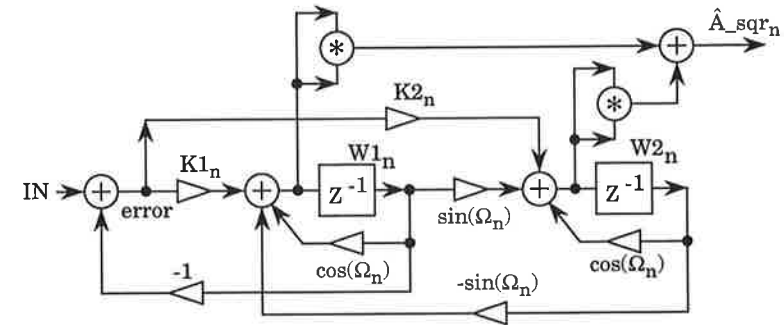 Â_sqrₙ
*
+
K2ₙ
*
K1ₙ
W1ₙ
W2ₙ
IN
+
+
z⁻¹
+
z⁻¹
error
sin(Ωₙ)
cos(Ωₙ)
cos(Ωₙ)
-1
-sin(Ωₙ)